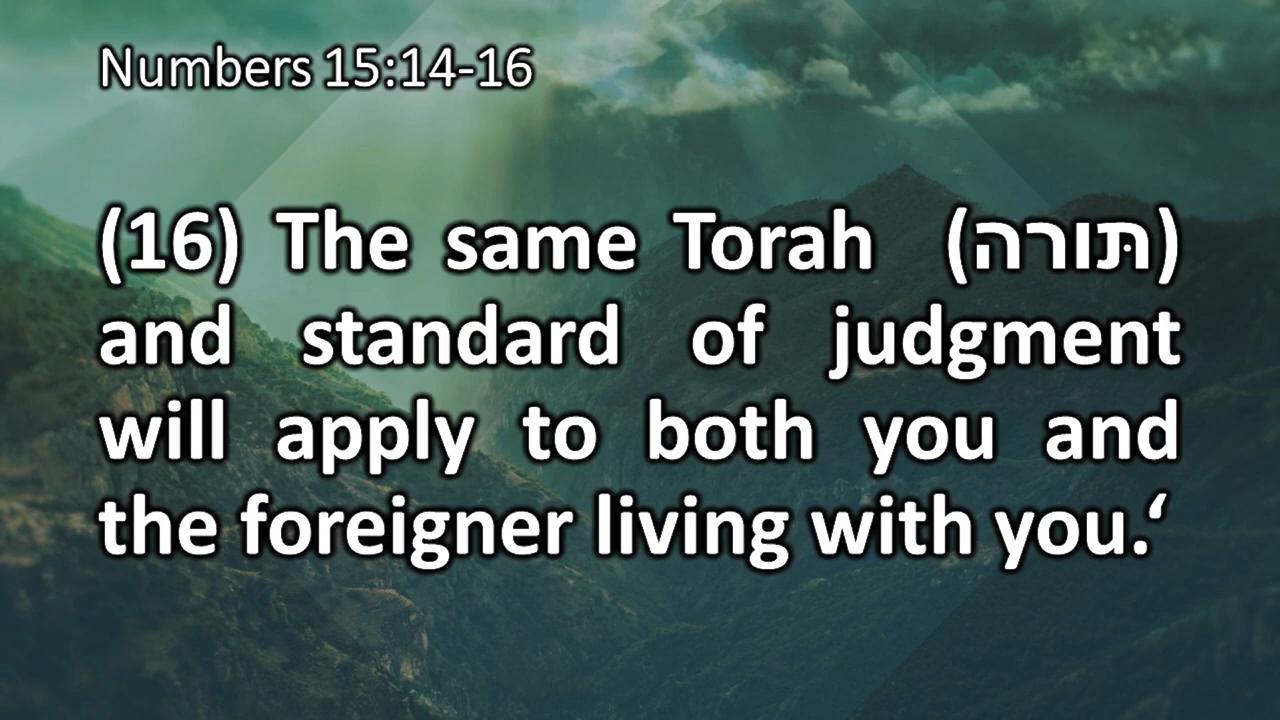 Numbers 15:14-16
(16) The same Torah (תּורה)
and standard of judgment
will apply to both you and
the foreigner living with you.‘